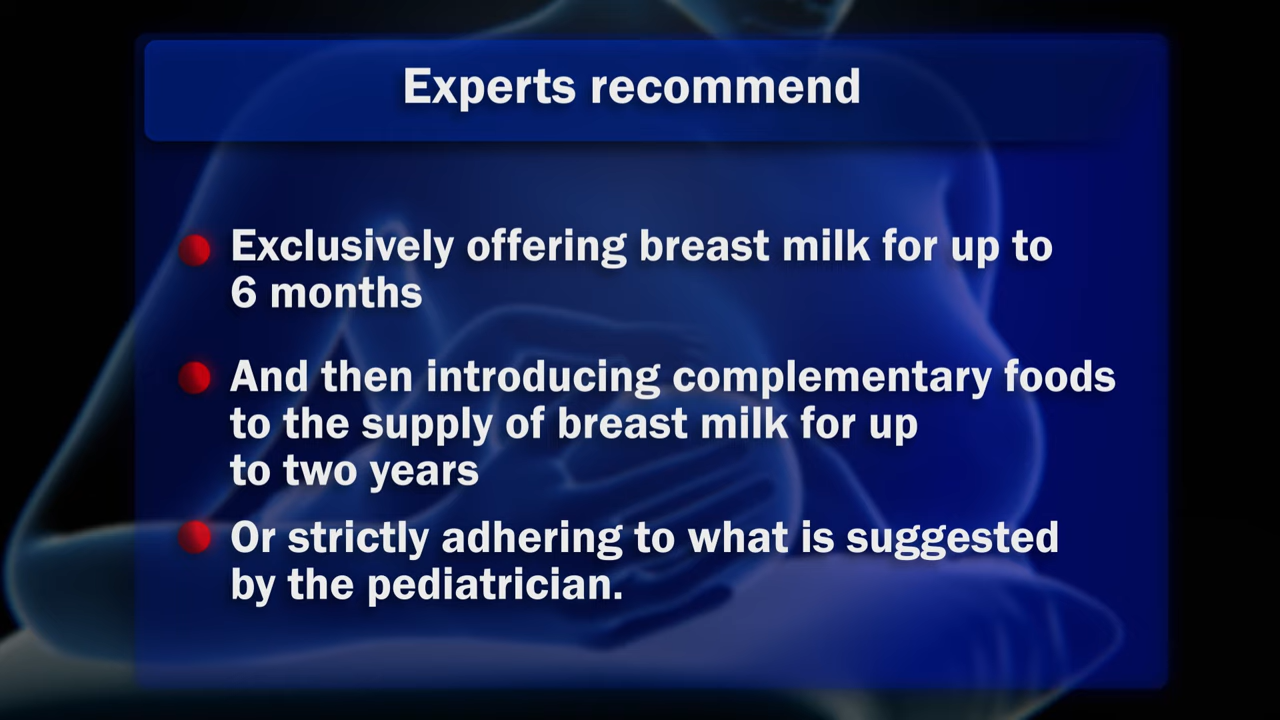 Experts recommend
Exclusively offering breast milk for up to
6 months
And then introducing complementary foods
to the supply of breast milk for up
to two years
Or strictly adhering to what is suggested
by the pediatrician.